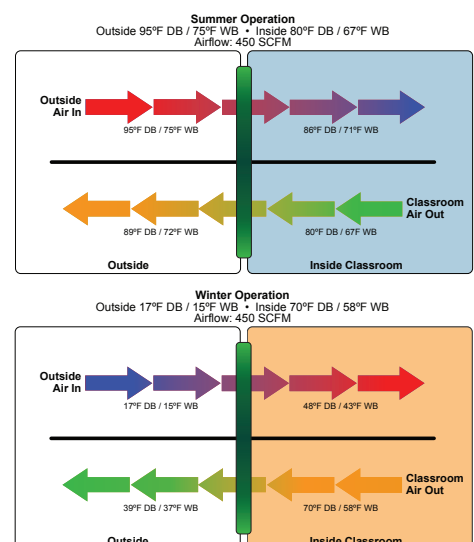 Summer Operation
Outside 95ºF DB / 75ºF WB • Inside 80ºF DB / 67ºF WB
Airflow: 450 SCFM
Outside
Air In
95ºF DB / 75ºF WB
86ºF DB / 71ºF WB
Classroom
Air Out
89ºF DB / 72ºF WB
80ºF DB / 67F WB
Outside
Inside Classroom
Winter Operation
Outside 17ºF DB / 15ºF WB • Inside 70ºF DB / 58ºF WB
Airflow: 450 SCFM
Outside
Air In
17ºF DB / 15ºF WB
48ºF DB / 43ºF WB
Classroom
Air Out
39ºF DB / 37ºF WB
70ºF DB / 58ºF WB
Outside
Inside Classroom